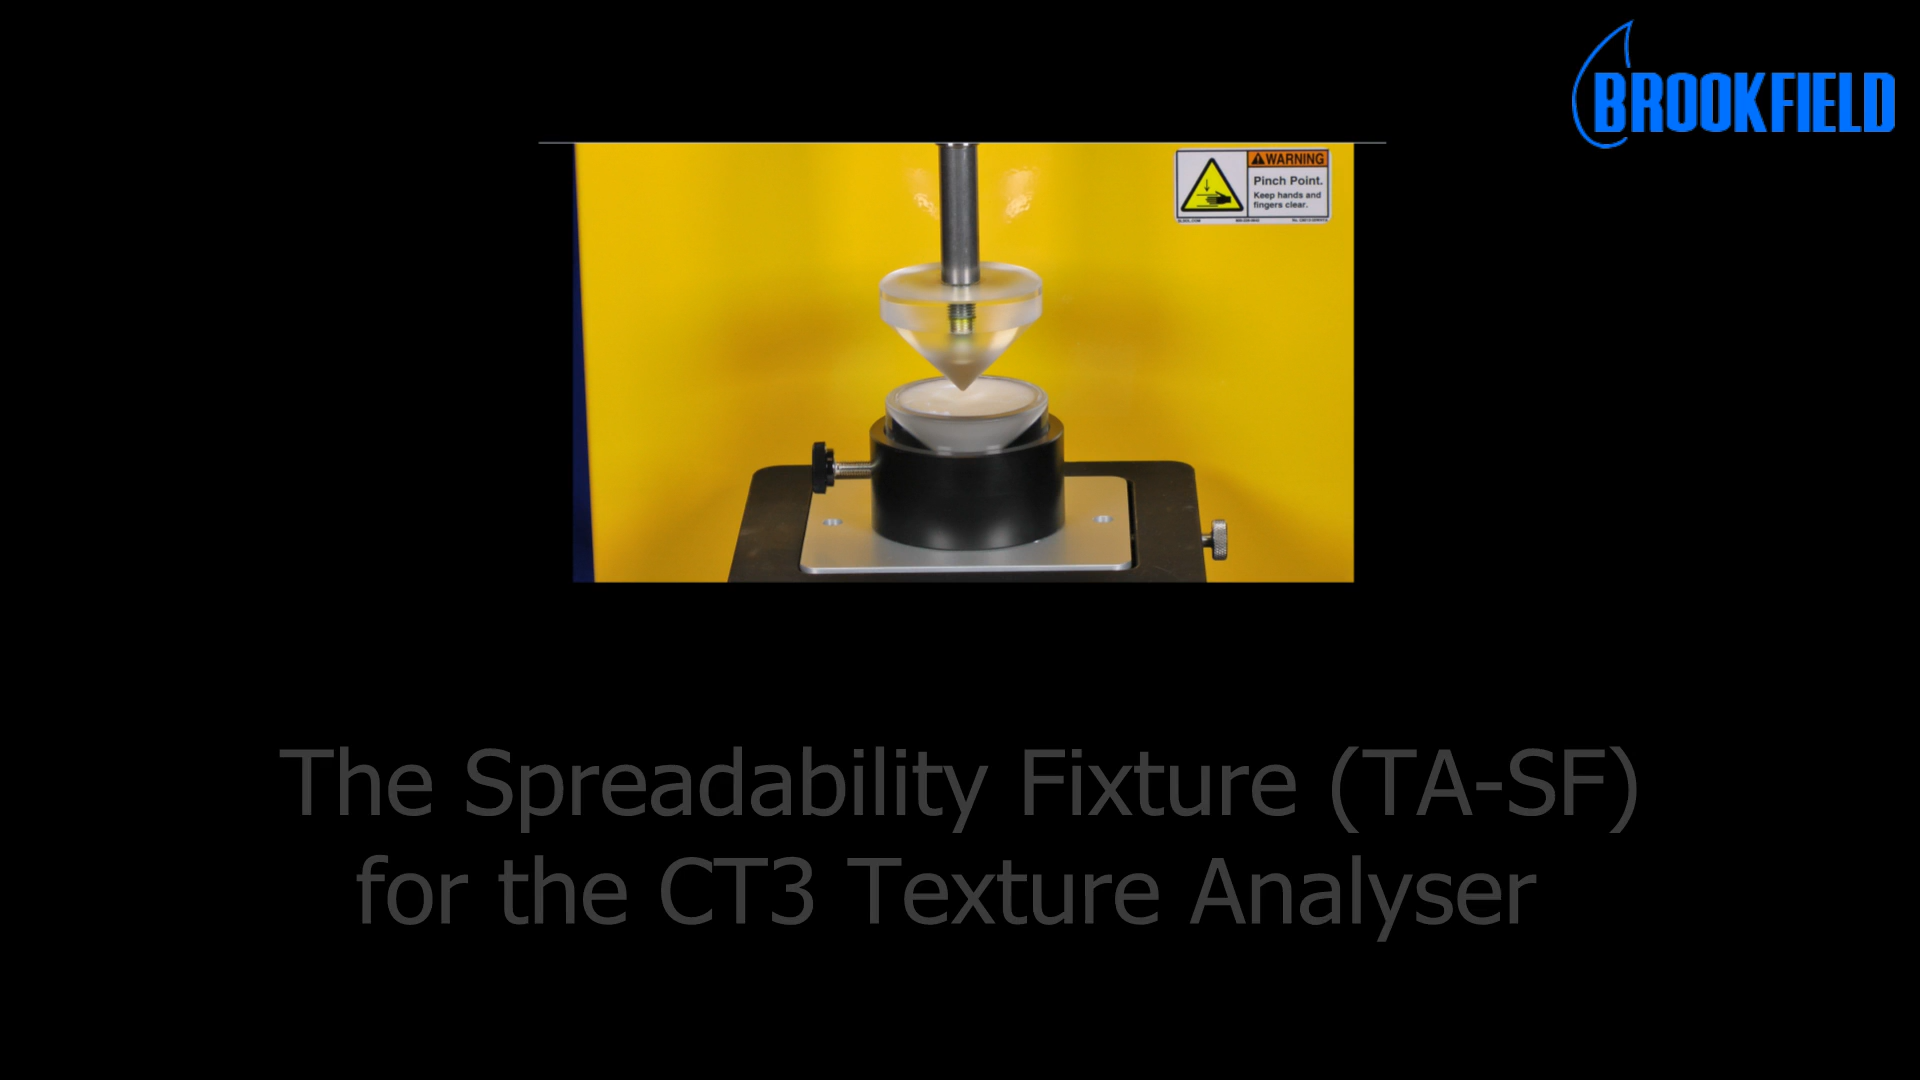 BROOKFIELD
WARNING
Pinch Point.
Keep hands and
fingers clear.
The Spreadability Fixture (TA-SF)
for the CT3 Texture Analyser